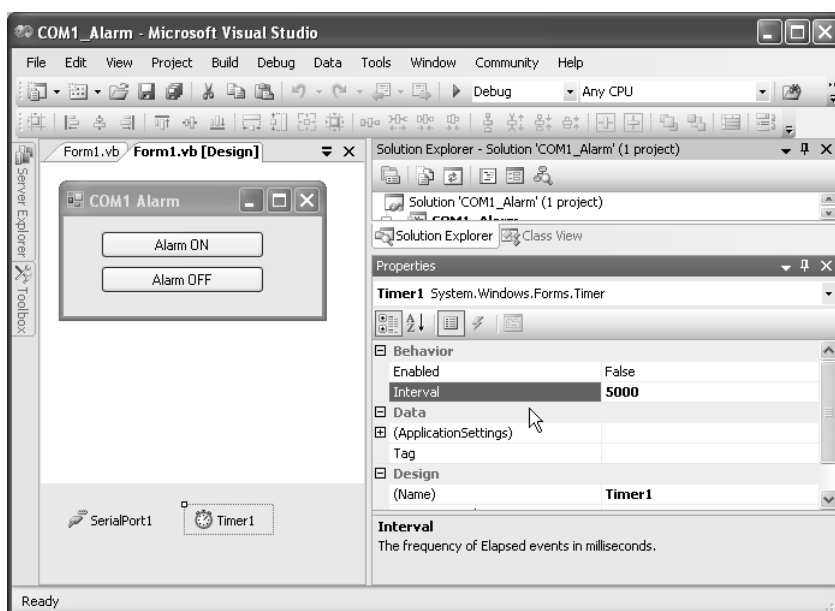 COM1_Alarm - Microsoft Visual Studio
File Edit View Project Build Debug Data Tools Window Community Help
Debug Any CPU
Form1.vb Form1.vb [Design]
Server Explorer
Toolbox
COM1 Alarm
Alarm ON
Alarm OFF
SerialPort1 Timer1
Solution Explorer - Solution 'COM1_Alarm' (1 project)
Solution 'COM1_Alarm' (1 project)
COM1_Alarm
Solution Explorer Class View
Properties
Timer1 System.Windows.Forms.Timer
Behavior
Enabled False
Interval 5000
Data
(ApplicationSettings)
Tag
Design
(Name) Timer1
Interval
The frequency of Elapsed events in milliseconds.
Ready